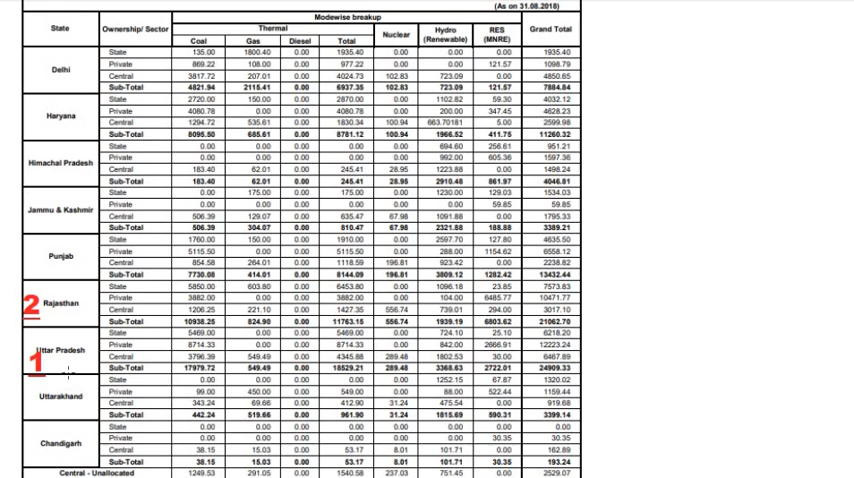 (As on 31.08.2018)
State Ownership/ Sector Modewise breakup Grand Total
Thermal Nuclear Hydro (Renewable) RES (MNRE)
Coal Gas Diesel Total
Delhi
State 135.00 1800.40 0.00 1935.40 0.00 0.00 0.00 1935.40
Private 869.22 108.00 0.00 977.22 0.00 0.00 121.57 1098.79
Central 3817.72 207.01 0.00 4024.73 102.83 723.09 0.00 4850.65
Sub-Total 4821.94 2115.41 0.00 6937.35 102.83 723.09 121.57 7884.84
Haryana
State 2720.00 150.00 0.00 2870.00 0.00 1102.82 59.30 4032.12
Private 4080.78 0.00 0.00 4080.78 0.00 200.00 347.45 4628.23
Central 1294.72 535.61 0.00 1830.34 100.94 663.70181 5.00 2599.98
Sub-Total 8095.50 685.61 0.00 8781.12 100.94 1966.52 411.75 11260.32
Himachal Pradesh
State 0.00 0.00 0.00 0.00 0.00 694.60 256.61 951.21
Private 0.00 0.00 0.00 0.00 0.00 992.00 605.36 1597.36
Central 183.40 62.01 0.00 245.41 28.95 1223.88 0.00 1498.24
Sub-Total 183.40 62.01 0.00 245.41 28.95 2910.48 861.97 4046.81
Jammu & Kashmir
State 0.00 175.00 0.00 175.00 0.00 1230.00 129.03 1534.03
Private 0.00 0.00 0.00 0.00 0.00 0.00 59.85 59.85
Central 506.39 129.07 0.00 635.47 67.98 1091.88 0.00 1795.33
Sub-Total 506.39 304.07 0.00 810.47 67.98 2321.88 188.88 3389.21
Punjab
State 1760.00 150.00 0.00 1910.00 0.00 2597.70 127.80 4635.50
Private 5115.50 0.00 0.00 5115.50 0.00 288.00 1154.62 6558.12
Central 854.58 264.01 0.00 1118.59 196.81 923.42 0.00 2238.82
Sub-Total 7730.08 414.01 0.00 8144.09 196.81 3809.12 1282.42 13432.44
2 Rajasthan
State 5850.00 603.80 0.00 6453.80 0.00 1096.18 23.85 7573.83
Private 3882.00 0.00 0.00 3882.00 0.00 104.00 6485.77 10471.77
Central 1206.25 221.10 0.00 1427.35 556.74 739.01 294.00 3017.10
Sub-Total 10938.25 824.90 0.00 11763.15 556.74 1939.19 6803.62 21062.70
1 Uttar Pradesh
State 5469.00 0.00 0.00 5469.00 0.00 724.10 25.10 6218.20
Private 8714.33 0.00 0.00 8714.33 0.00 842.00 2666.91 12223.24
Central 3796.39 549.49 0.00 4345.88 289.48 1802.53 30.00 6467.89
Sub-Total 17979.72 549.49 0.00 18529.21 289.48 3368.63 2722.01 24909.33
Uttarakhand
State 0.00 0.00 0.00 0.00 0.00 1252.15 67.87 1320.02
Private 99.00 450.00 0.00 549.00 0.00 88.00 522.44 1159.44
Central 343.24 69.66 0.00 412.90 31.24 475.54 0.00 919.68
Sub-Total 442.24 519.66 0.00 961.90 31.24 1815.69 590.31 3399.14
Chandigarh
State 0.00 0.00 0.00 0.00 0.00 0.00 0.00 0.00
Private 0.00 0.00 0.00 0.00 0.00 0.00 30.35 30.35
Central 38.15 15.03 0.00 53.17 8.01 101.71 0.00 162.89
Sub-Total 38.15 15.03 0.00 53.17 8.01 101.71 30.35 193.24
Central - Unallocated 1249.53 291.05 0.00 1540.58 237.03 751.45 0.00 2529.07